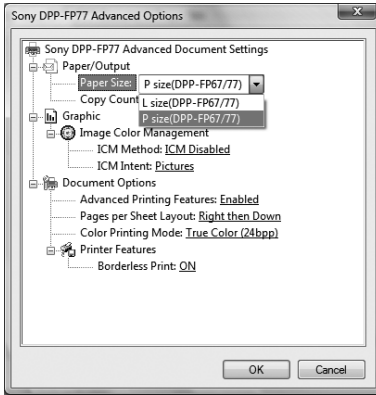 Sony DPP-FP77 Advanced Options
Sony DPP-FP77 Advanced Document Settings
Paper/Output
Paper Size: P size(DPP-FP67/77)
Copy Count
L size(DPP-FP67/77)
P size(DPP-FP67/77)
Graphic
Image Color Management
ICM Method: ICM Disabled
ICM Intent: Pictures
Document Options
Advanced Printing Features: Enabled
Pages per Sheet Layout: Right then Down
Color Printing Mode: True Color (24bpp)
Printer Features
Borderless Print: ON
OK Cancel